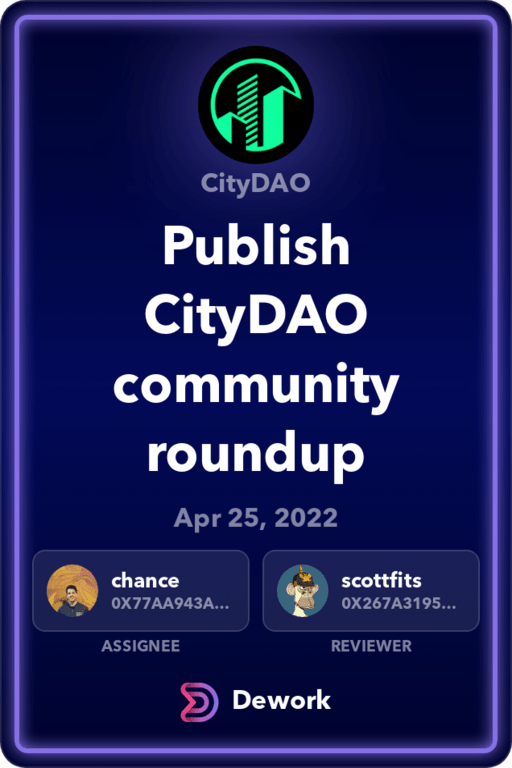 CityDAO
Publish
CityDAO
community
roundup
Apr 25, 2022
chance
0X77AA943A...
ASSIGNEE
scottfits
0X267A3195...
REVIEWER
Dework